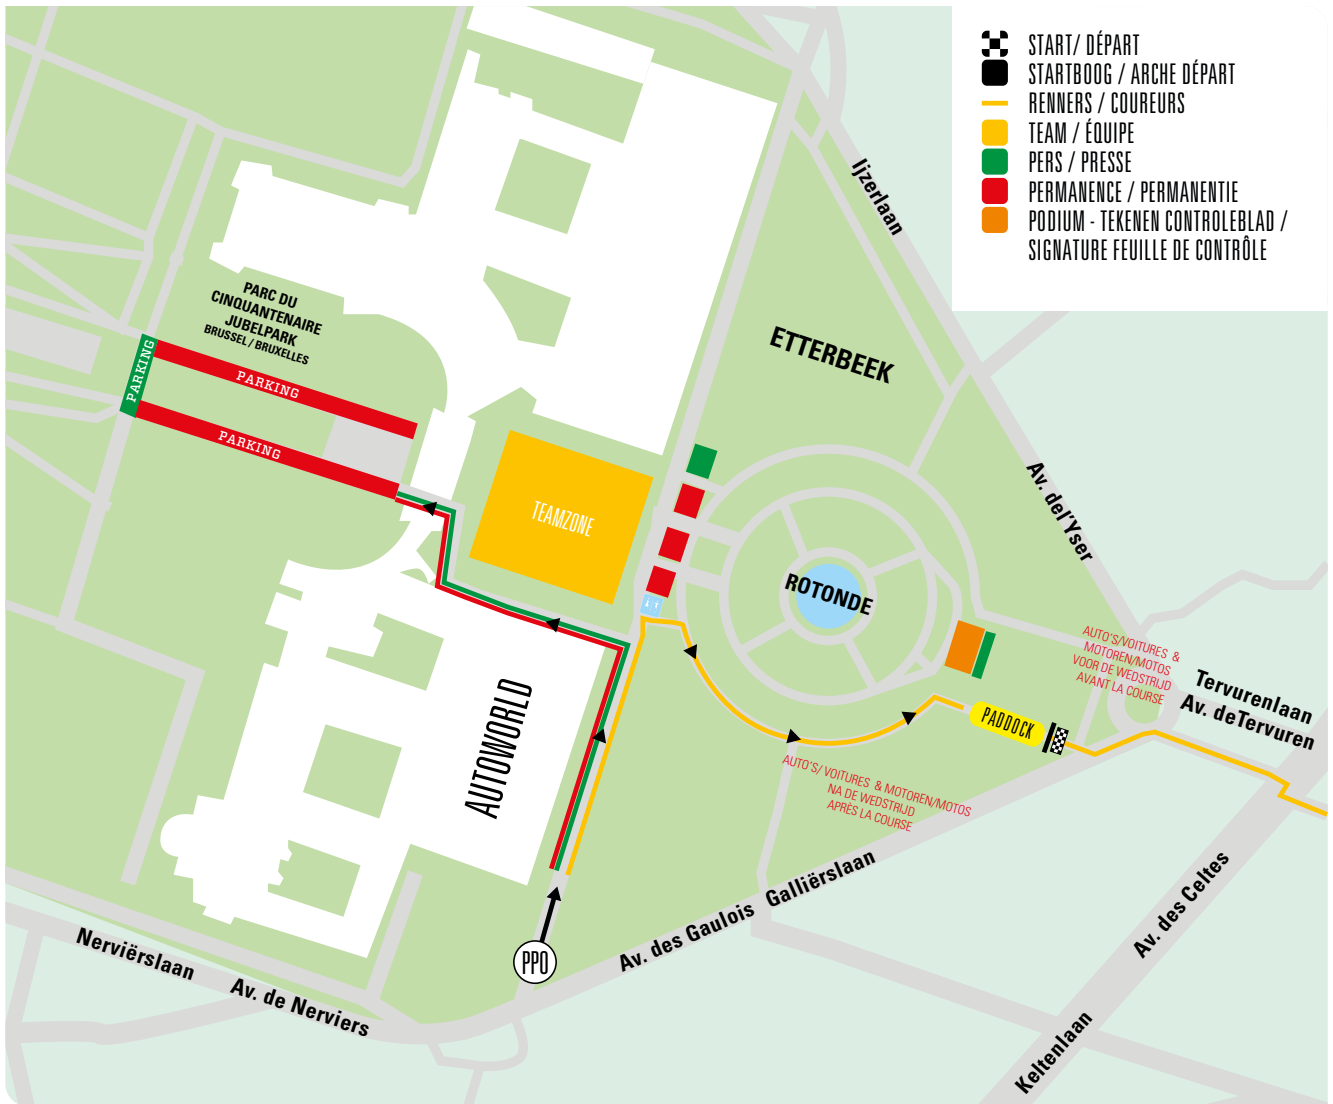 START/ DÉPART
STARTBOOG / ARCHE DÉPART
RENNERS / COUREURS
TEAM / ÉQUIPE
PERS / PRESSE
PERMANENCE / PERMANENTIE
PODIUM - TEKENEN CONTROLEBLAD /
SIGNATURE FEUILLE DE CONTRÔLE
Ijzerlaan
PARC DU
CINQUANTENAIRE
JUBELPARK
BRUSSEL / BRUXELLES
ETTERBEEK
PARKING
PARKING
PARKING
TEAMZONE
Av. del'Yser
ROTONDE
AUTO'S/VOITURES &
MOTOREN/MOTOS
VOOR DE WEDSTRIJD
AVANT LA COURSE
Tervurenlaan
Av. deTervuren
PADDOCK
AUTOWORLD
AUTO'S/ VOITURES & MOTOREN/MOTOS
NA DE WEDSTRIJD
APRÈS LA COURSE
Av. des Gaulois Galliërslaan
Av. des Celtes
Keltenlaan
PPO
Nerviërslaan
Av. de Nerviers